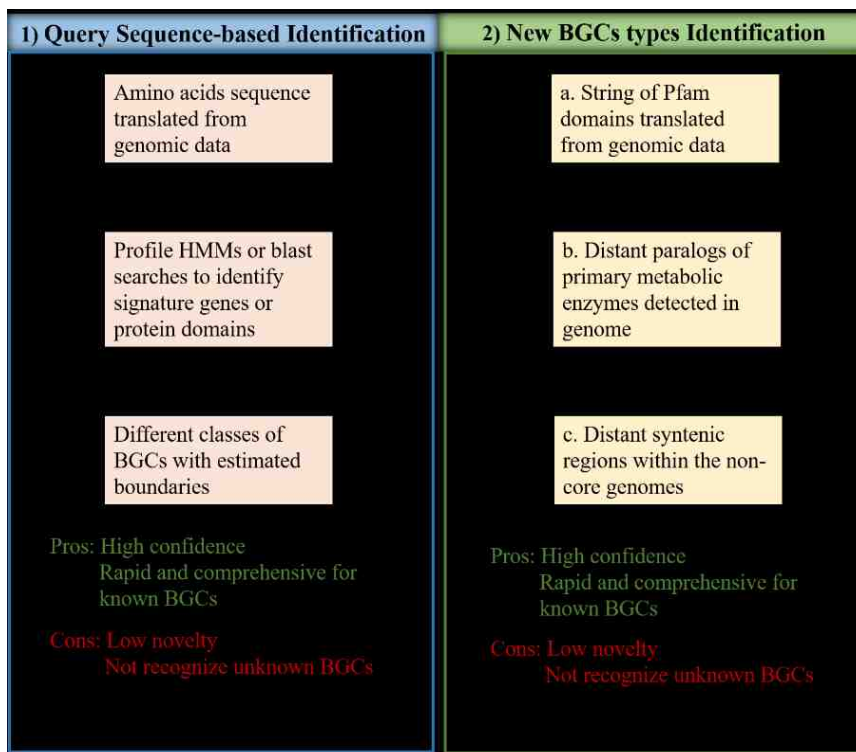 1) Query Sequence-based Identification
Amino acids sequence
translated from
genomic data
Profile HMMs or blast
searches to identify
signature genes or
protein domains
Different classes of
BGCs with estimated
boundaries
Pros: High confidence
Rapid and comprehensive for
known BGCs
Cons: Low novelty
Not recognize unknown BGCs
2) New BGCs types Identification
a. String of Pfam
domains translated
from genomic data
b. Distant paralogs of
primary metabolic
enzymes detected in
genome
c. Distant syntenic
regions within the non-
core genomes
Pros: High confidence
Rapid and comprehensive for
known BGCs
Cons: Low novelty
Not recognize unknown BGCs